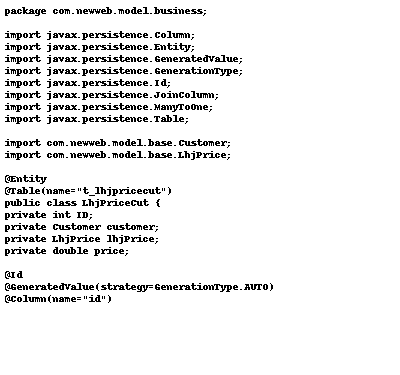 package com.newweb.model.business;
import javax.persistence.Column;
import javax.persistence.Entity;
import javax.persistence.GeneratedValue;
import javax.persistence.GenerationType;
import javax.persistence.Id;
import javax.persistence.JoinColumn;
import javax.persistence.ManyToOne;
import javax.persistence.Table;
import com.newweb.model.base.Customer;
import com.newweb.model.base.LhjPrice;
@Entity
@Table(name="t_lhjpricecut")
public class LhjPriceCut {
private int ID;
private Customer customer;
private LhjPrice lhjPrice;
private double price;
@Id
@GeneratedValue(strategy=GenerationType.AUTO)
@Column(name="id")